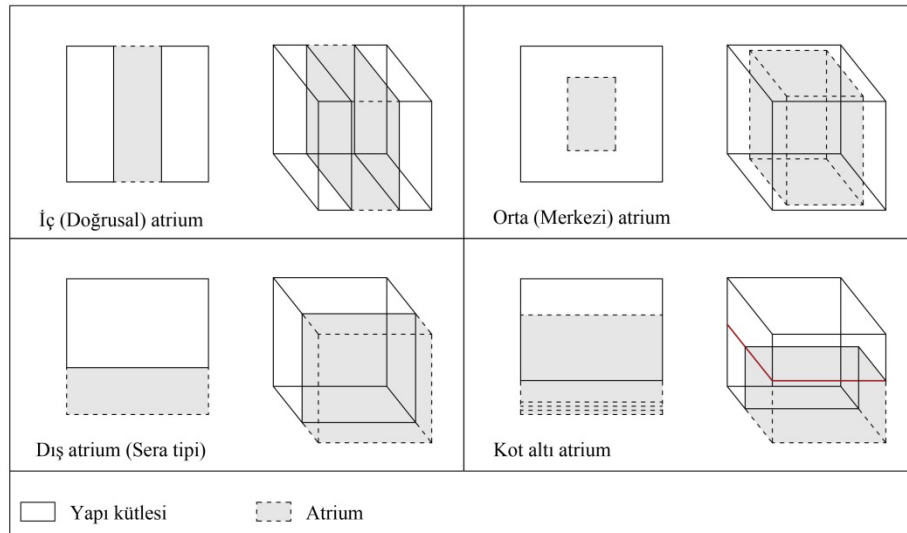 İç (Doğrusal) atrium
Orta (Merkezi) atrium
Dış atrium (Sera tipi)
Kot altı atrium
Yapı kütlesi
Atrium